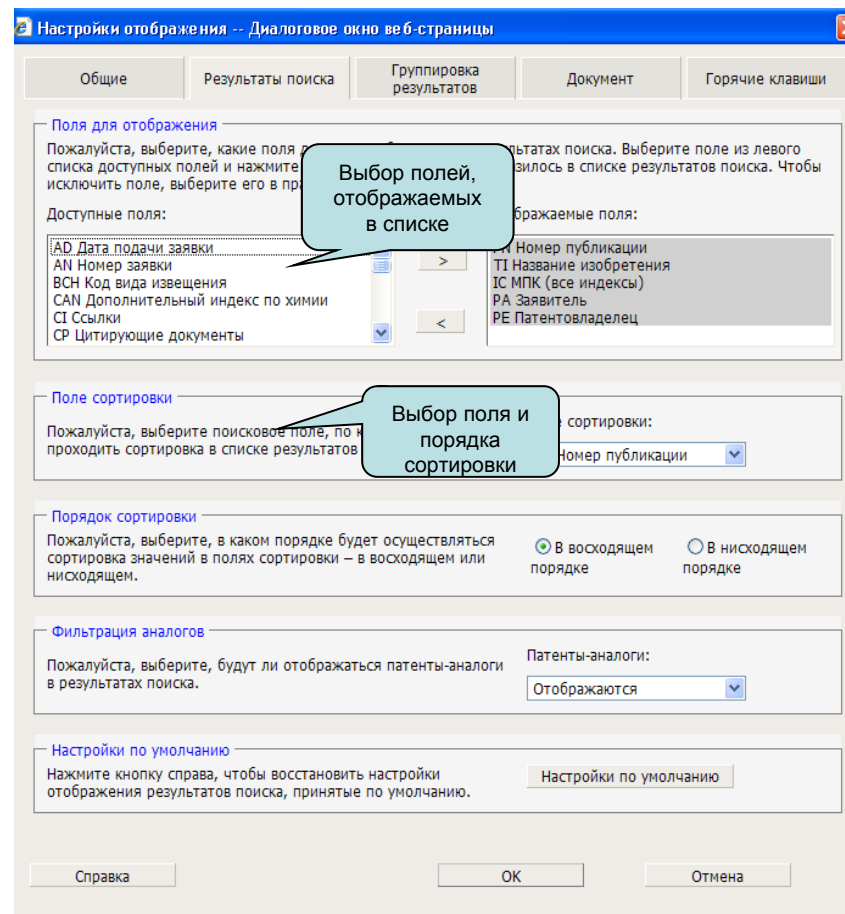 Настройки отображения -- Диалоговое окно веб-страницы
Общие
Результаты поиска
Группировка
результатов
Документ
Горячие клавиши
Поля для отображения
Пожалуйста, выберите, какие поля
списка доступных полей и нажмите
исключить поле, выберите его в
поле из левого
в списке результатов поиска. Чтобы
Выбор полей,
отображаемых
в списке
Доступные поля:
поля:
AD Дата подачи заявки
AN Номер заявки
BCH Код вида извещения
CAN Дополнительный индекс по химии
CI Ссылки
CP Цитирующие документы
>
<
Номер публикации
TI Название изобретения
IC МПК (все индексы)
PA Заявитель
PE Патентовладелец
Поле сортировки
Пожалуйста, выберите поисковое поле, по
проходить сортировка в списке результатов
Выбор поля и
порядка
сортировки
сортировки:
Номер публикации
Порядок сортировки
Пожалуйста, выберите, в каком порядке будет осуществляться
сортировка значений в полях сортировки – в восходящем или
нисходящем.
В восходящем
порядке
В нисходящем
порядке
Фильтрация аналогов
Пожалуйста, выберите, будут ли отображаться патенты-аналоги
в результатах поиска.
Патенты-аналоги:
Отображаются
Настройки по умолчанию
Нажмите кнопку справа, чтобы восстановить настройки
отображения результатов поиска, принятые по умолчанию.
Настройки по умолчанию
Справка
OK
Отмена